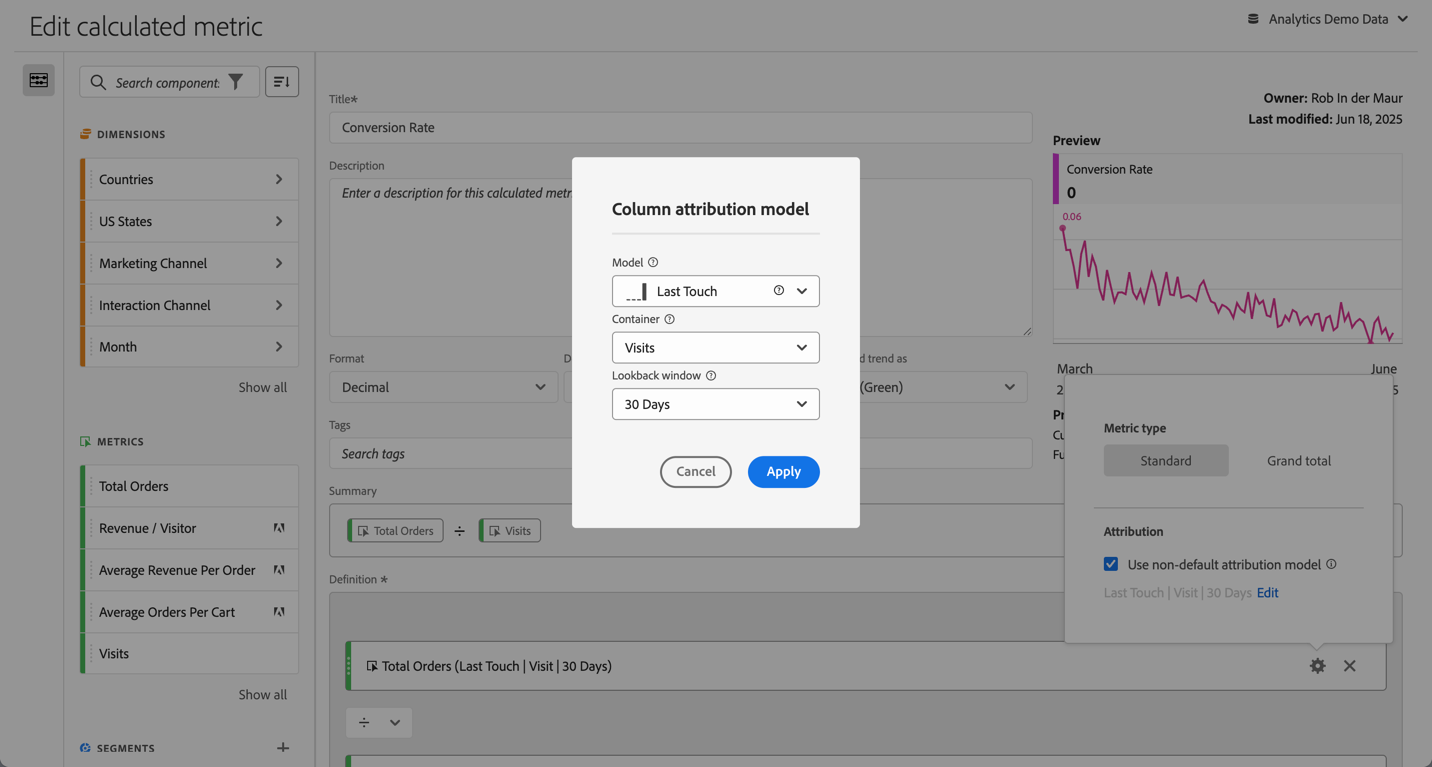 Edit calculated metric
Analytics Demo Data
Search component:
DIMENSIONS
Countries
US States
Marketing Channel
Interaction Channel
Month
Show all
METRICS
Total Orders
Revenue / Visitor
Average Revenue Per Order
Average Orders Per Cart
Visits
Show all
SEGMENTS
Title*
Conversion Rate
Description
Enter a description for this calculated metr
Format
Decimal
D
d trend as
(Green)
Tags
Search tags
Summary
Total Orders ÷ Visits
Definition *
Total Orders (Last Touch | Visit | 30 Days)
÷
Column attribution model
Model
Last Touch
Container
Visits
Lookback window
30 Days
Cancel Apply
Owner: Rob In der Maur
Last modified: Jun 18, 2025
Preview
Conversion Rate
0
0.06
March June
2 5
Pr
Cu
Fu
Metric type
Standard Grand total
Attribution
Use non-default attribution model
Last Touch | Visit | 30 Days Edit